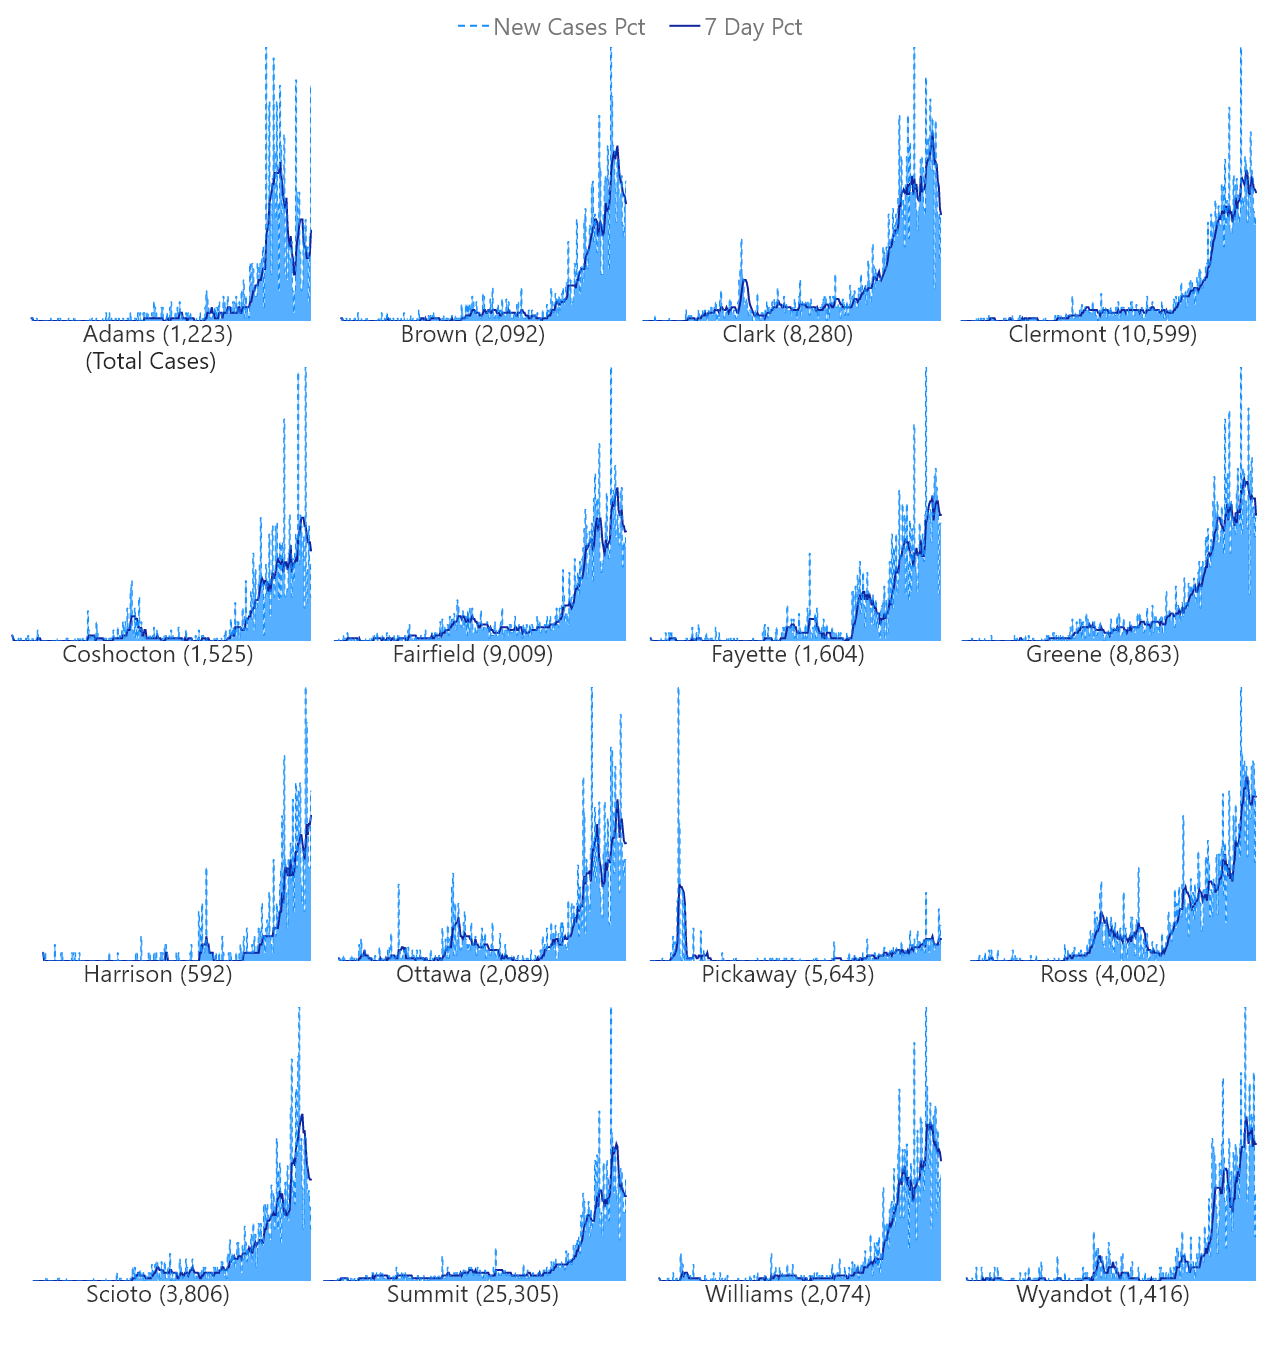 New Cases Pct 7 Day Pct
Adams (1,223)
(Total Cases)
Brown (2,092)
Clark (8,280)
Clermont (10,599)
Coshocton (1,525)
Fairfield (9,009)
Fayette (1,604)
Greene (8,863)
Harrison (592)
Ottawa (2,089)
Pickaway (5,643)
Ross (4,002)
Scioto (3,806)
Summit (25,305)
Williams (2,074)
Wyandot (1,416)